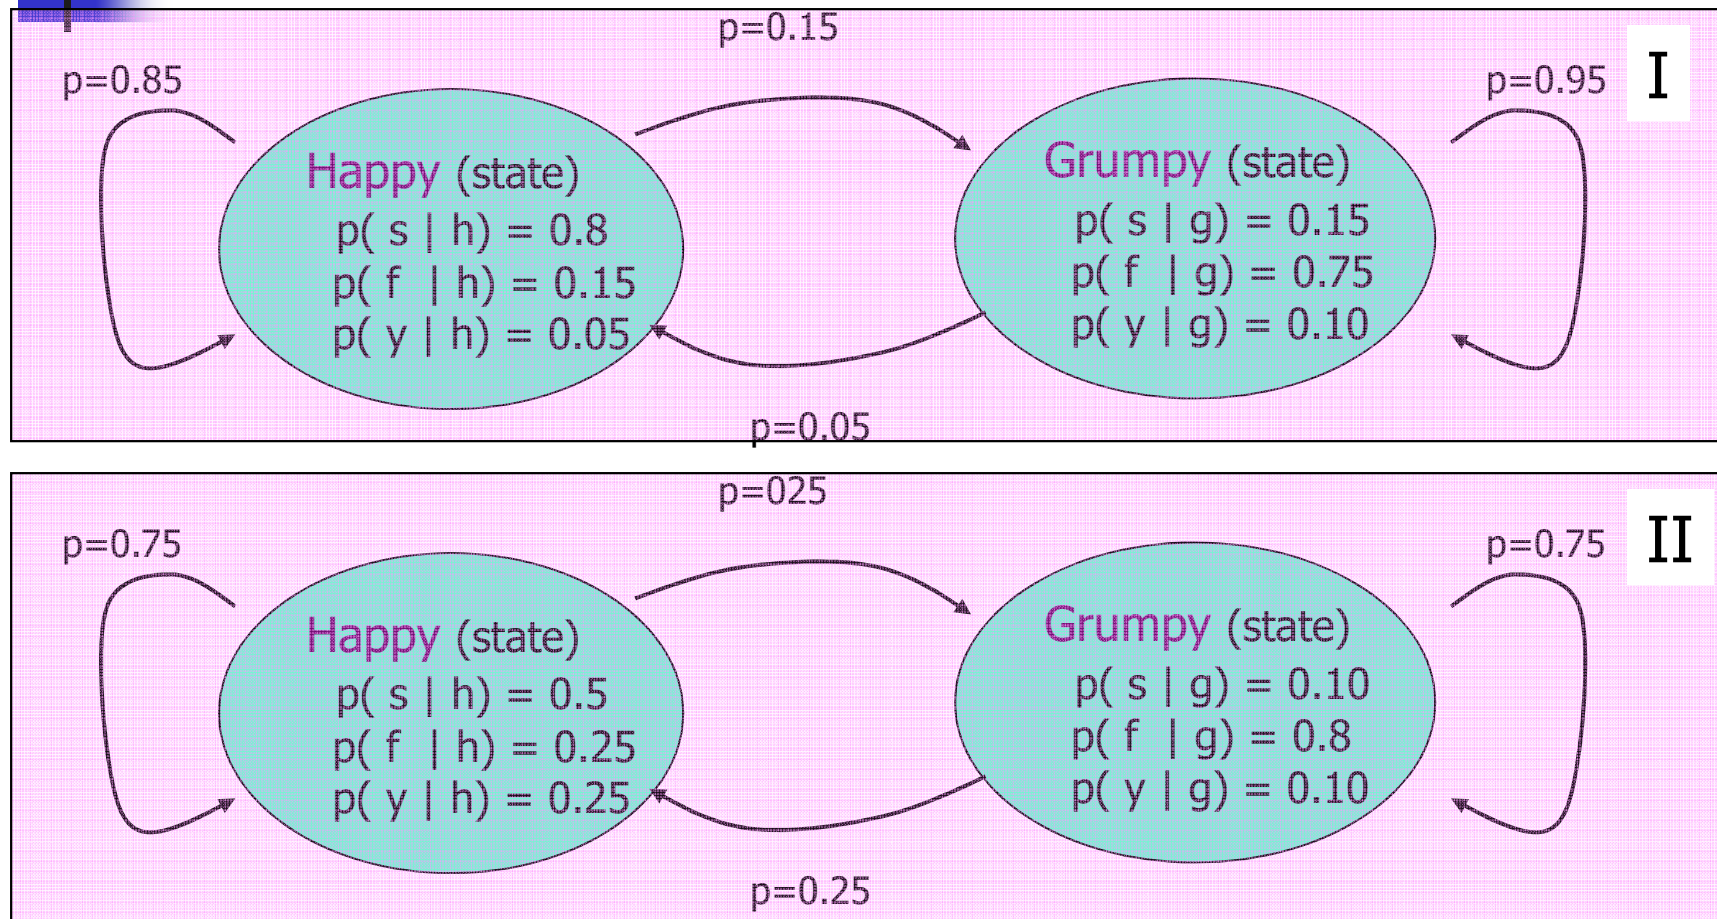 p=0.15
p=0.85
p=0.95
I
Happy (state)
p( s | h) = 0.8
p( f | h) = 0.15
p( y | h) = 0.05
Grumpy (state)
p( s | g) = 0.15
p( f | g) = 0.75
p( y | g) = 0.10
p=0.05
p=025
p=0.75
p=0.75
II
Happy (state)
p( s | h) = 0.5
p( f | h) = 0.25
p( y | h) = 0.25
Grumpy (state)
p( s | g) = 0.10
p( f | g) = 0.8
p( y | g) = 0.10
p=0.25